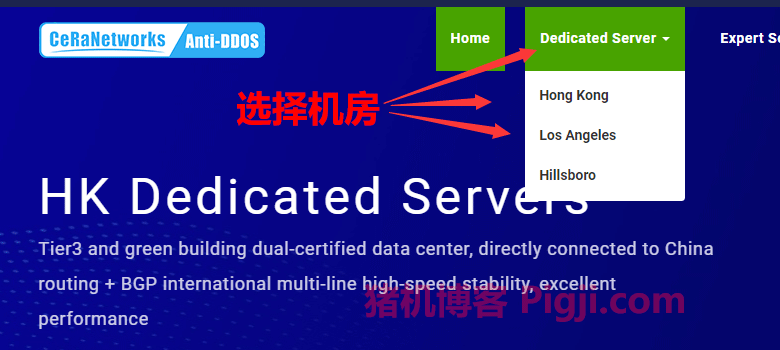 CeRaNetworks Anti-DDOS
Home
Dedicated Server
Expert Se
选择机房
Hong Kong
Los Angeles
Hillsboro
HK Dedicated Servers
Tier3 and green building dual-certified data center, directly connected to China
routing + BGP international multi-line high-speed stability, excellent
performance
猪机博客 Pigji.com